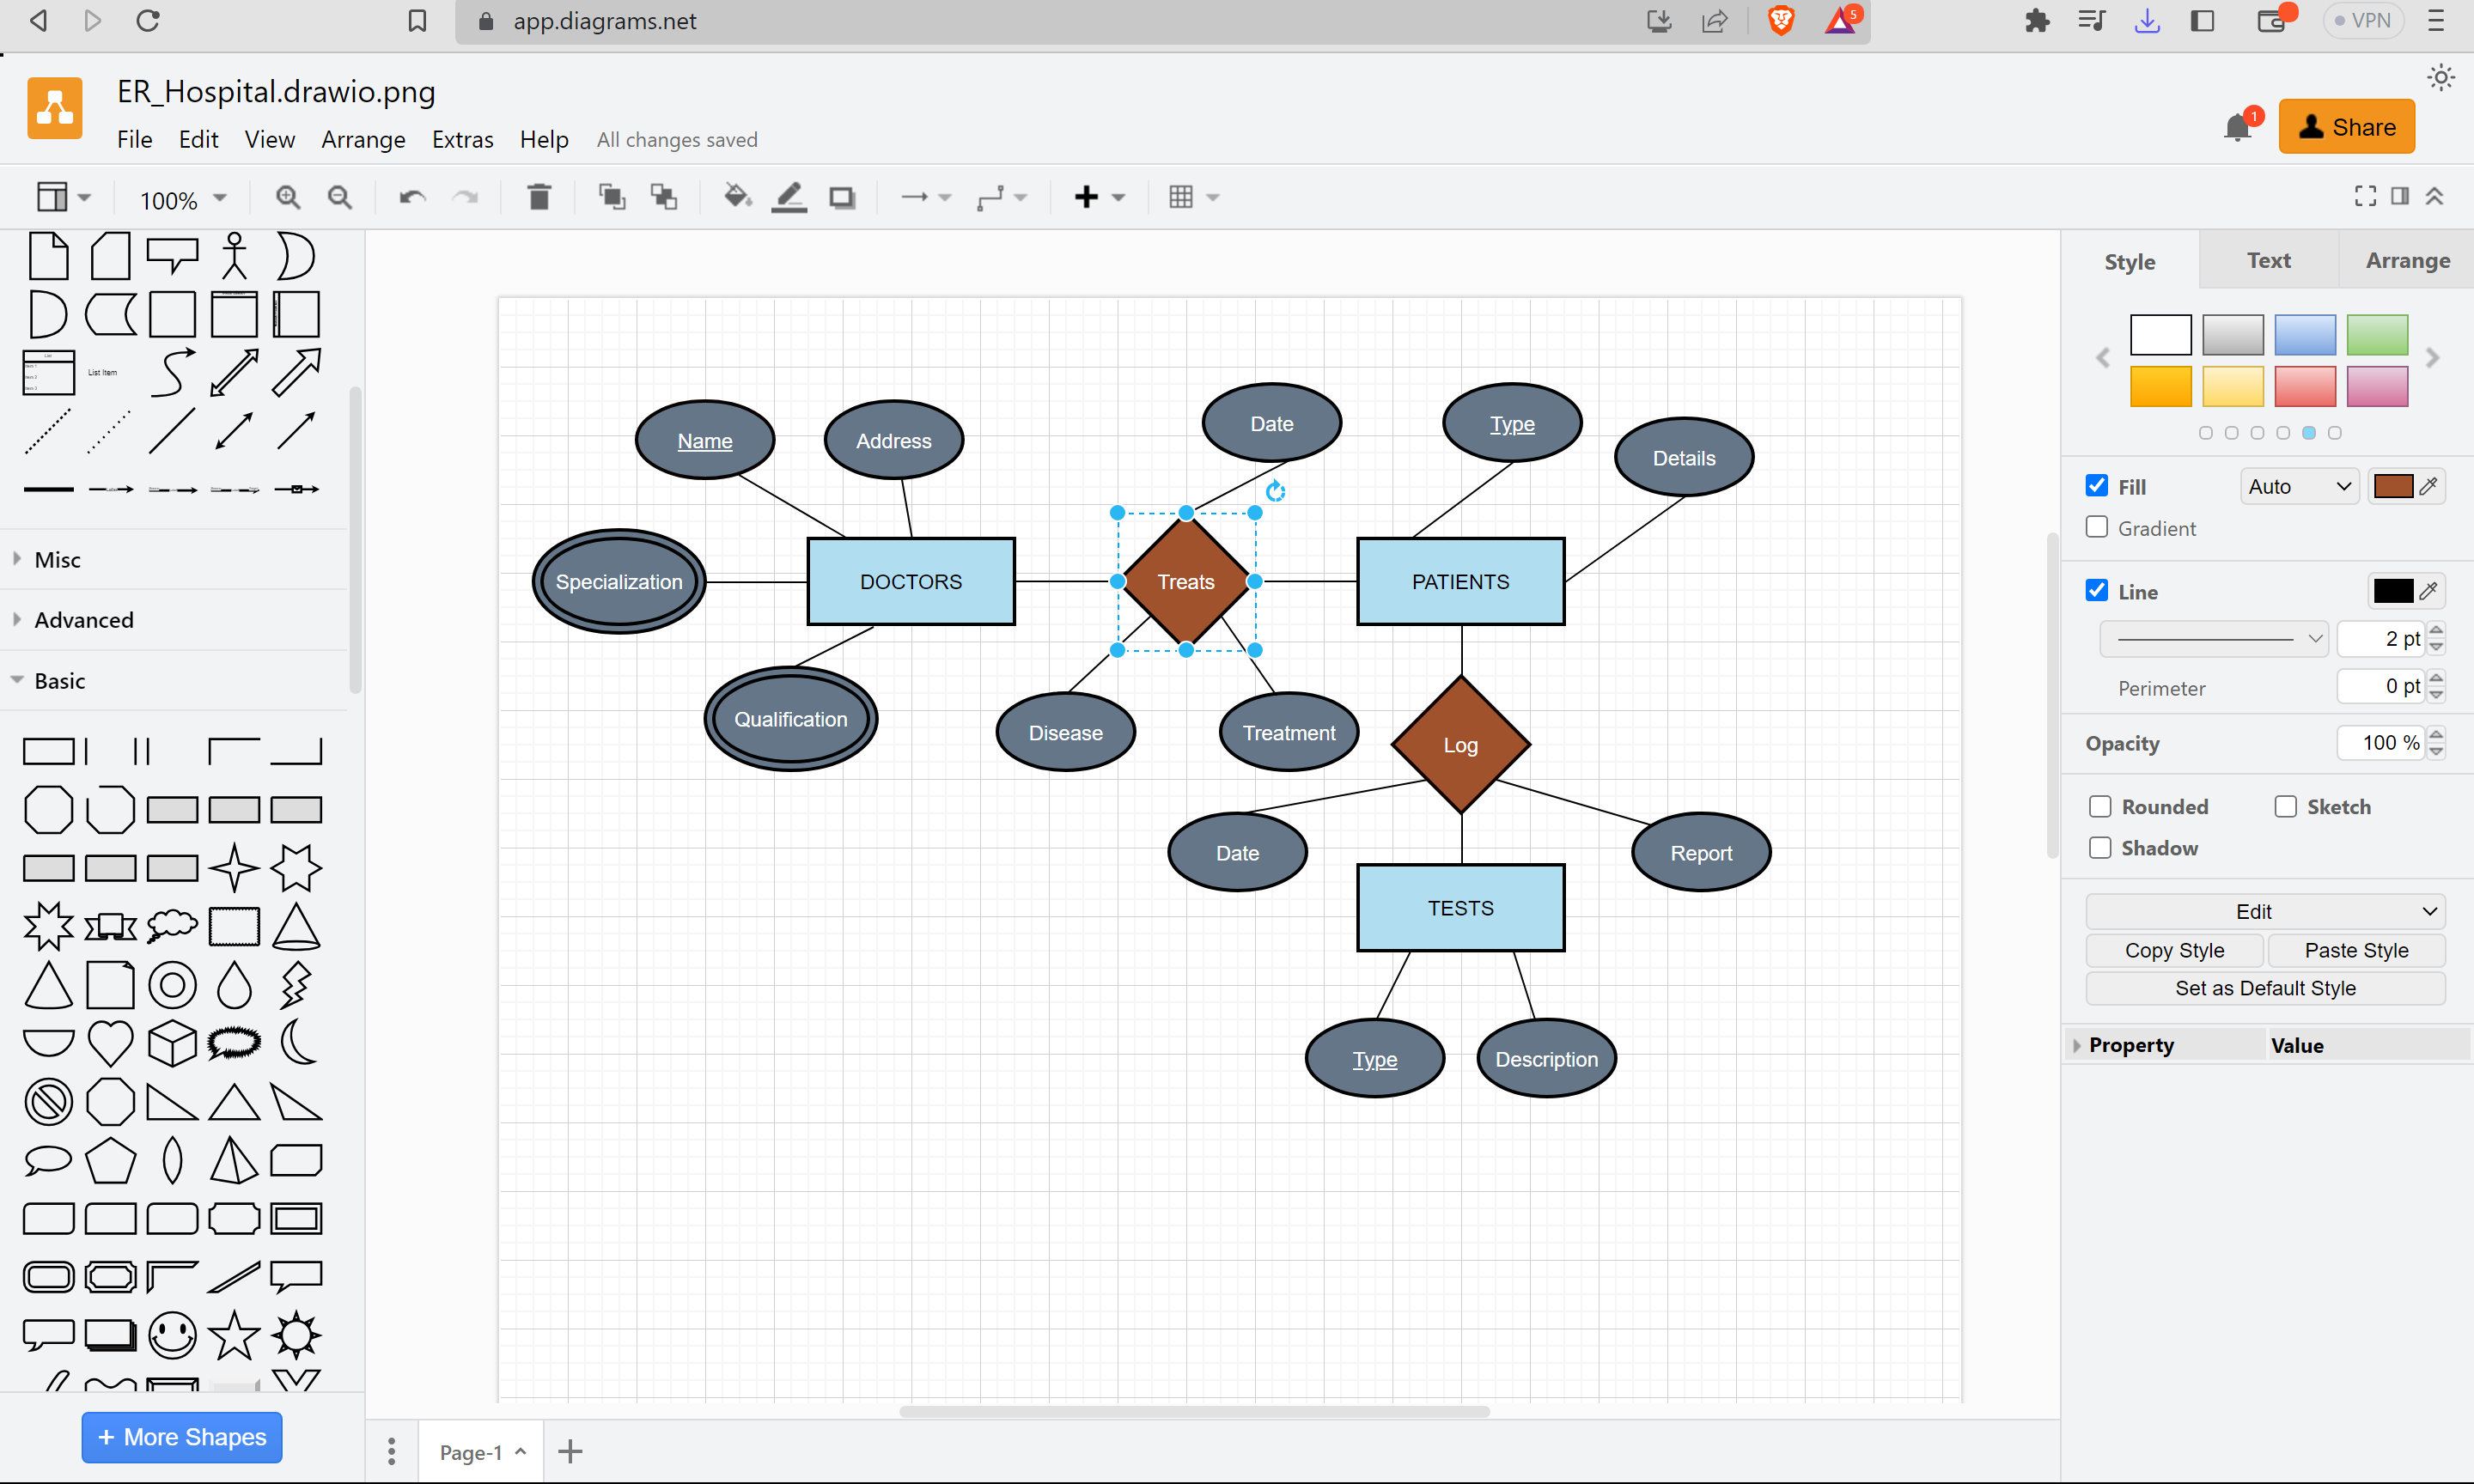 app.diagrams.net
5
VPN
ER_Hospital.drawio.png
File Edit View Arrange Extras Help All changes saved
1
Share
100%
List Item
Misc
Advanced
Basic
+ More Shapes
Name
Address
Date
Type
Details
Specialization
DOCTORS
Treats
PATIENTS
Qualification
Disease
Treatment
Log
Date
Report
TESTS
Type
Description
Page-1
Style Text Arrange
Fill Auto
Gradient
Line
2 pt
Perimeter 0 pt
Opacity 100 %
Rounded Sketch
Shadow
Edit
Copy Style Paste Style
Set as Default Style
Property Value